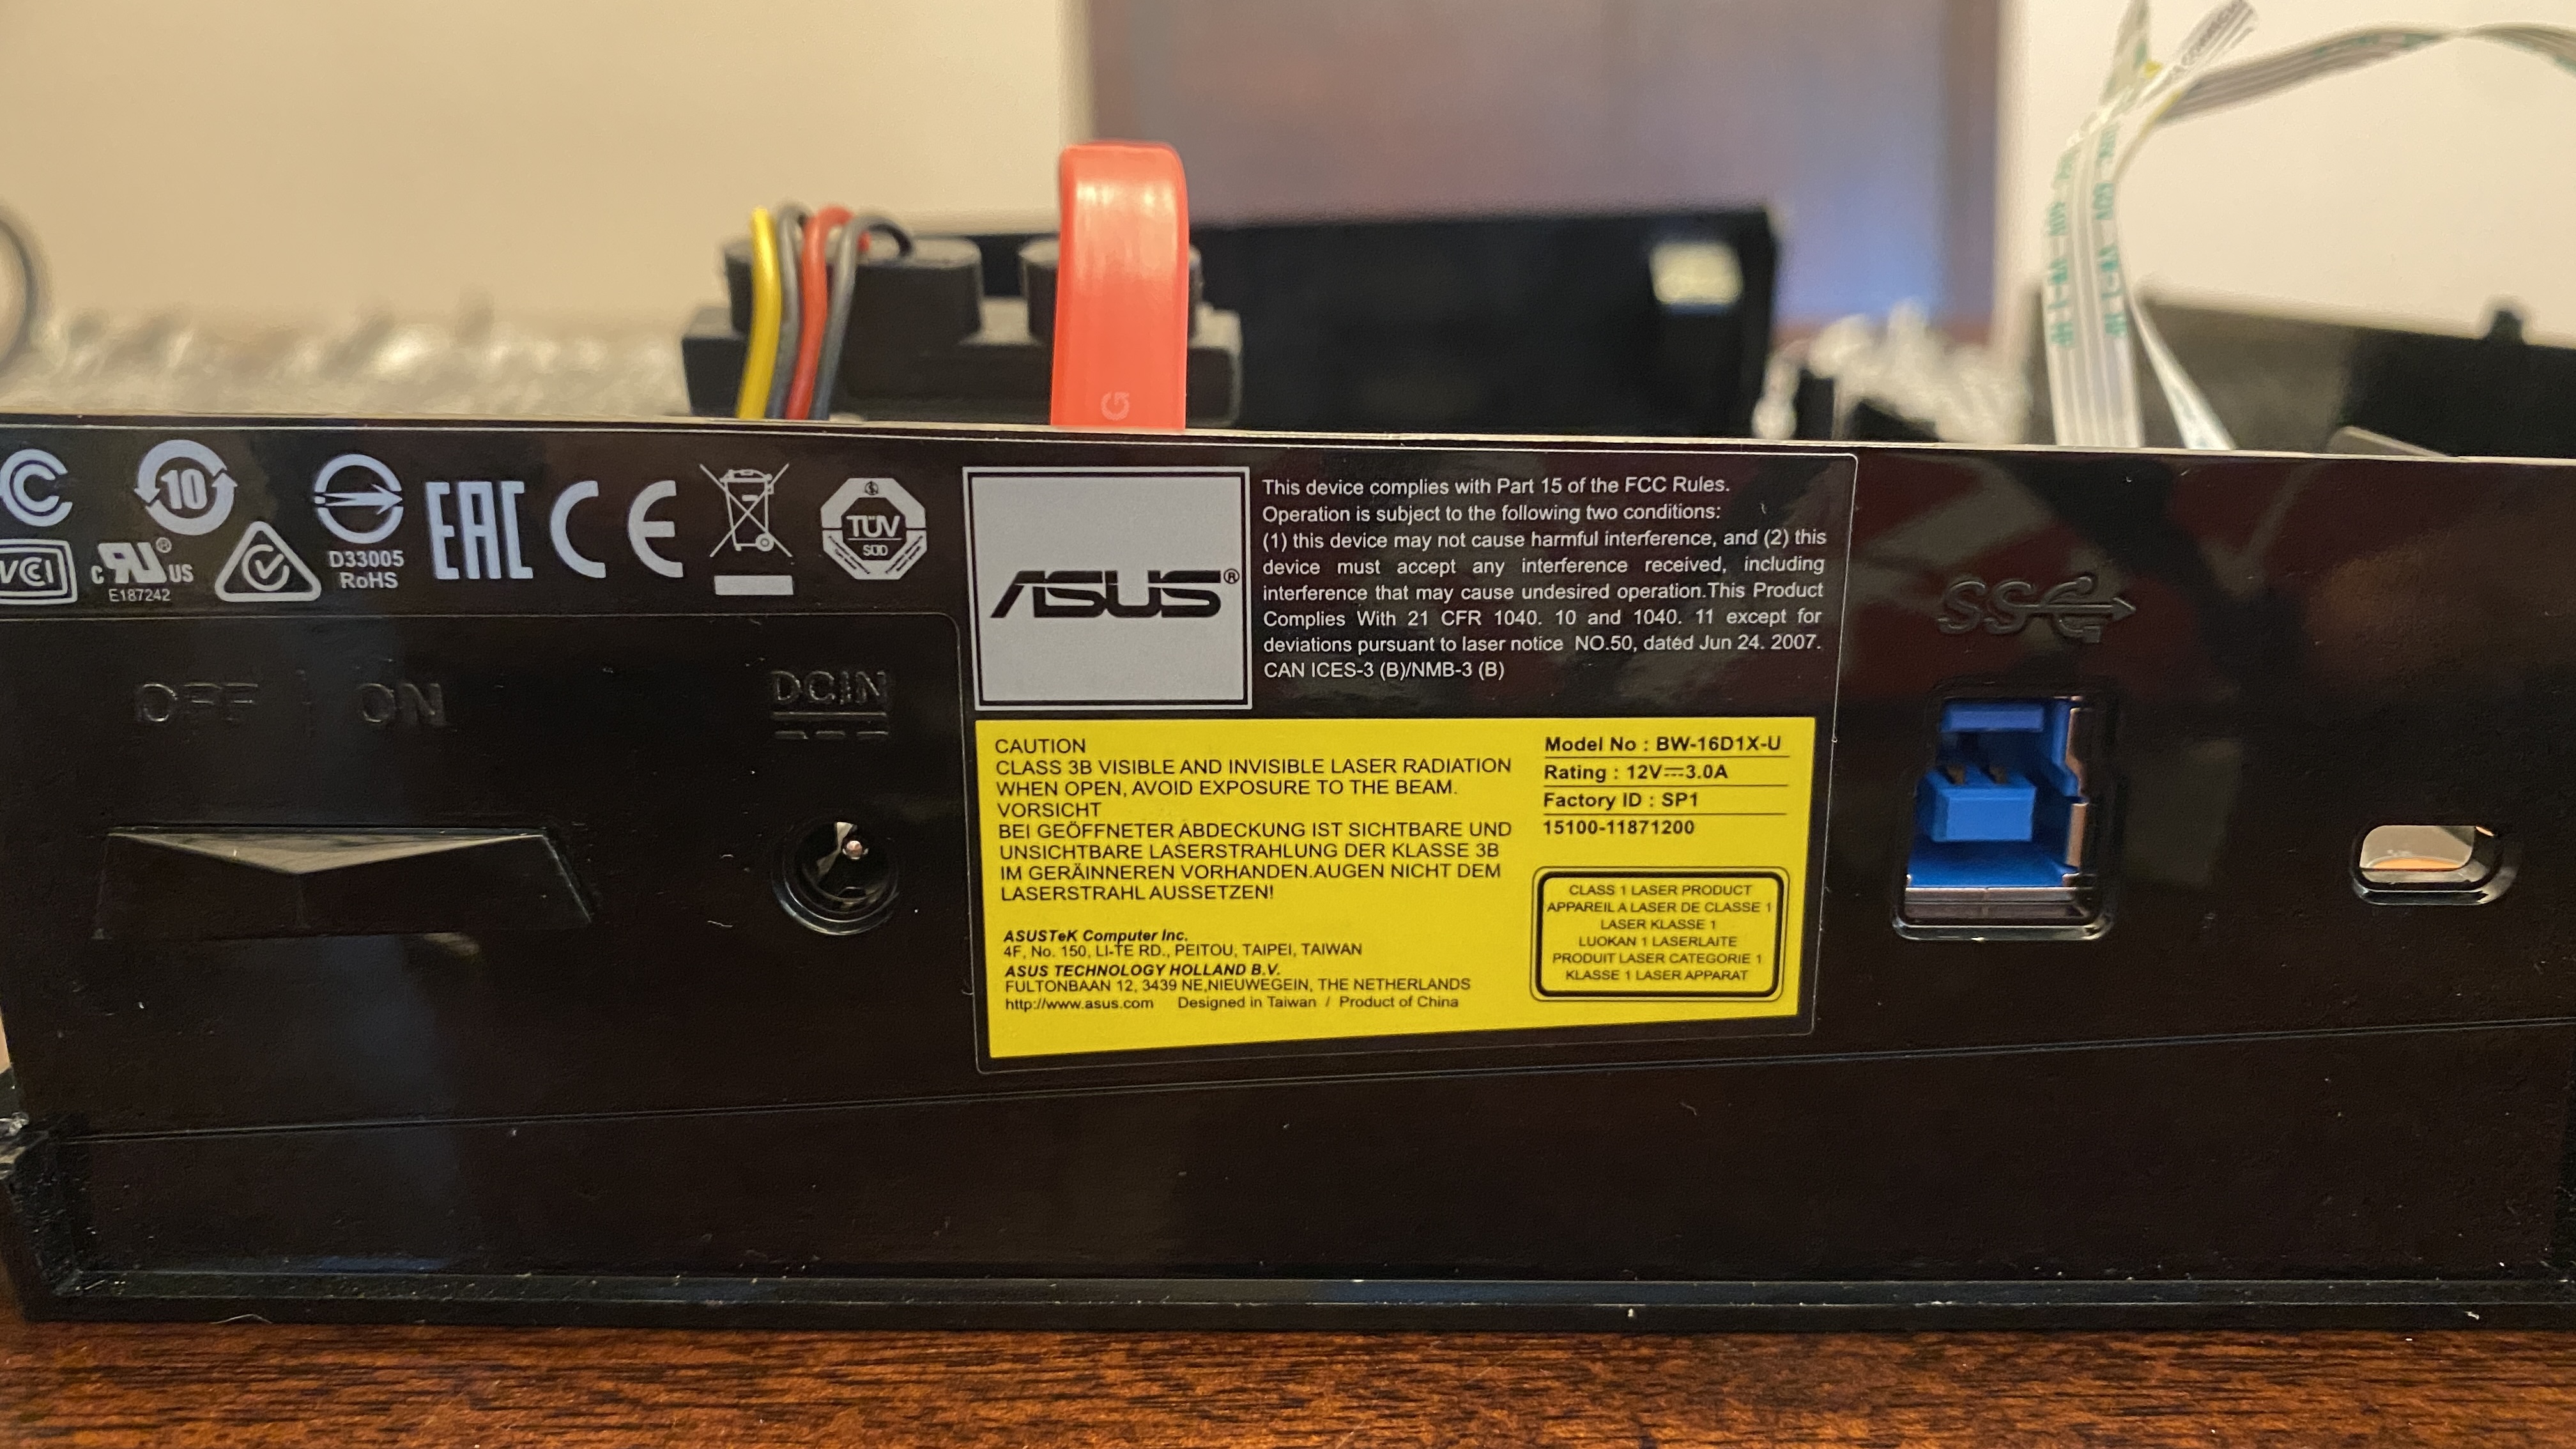 10
EAC
CE
TÜV
SÜD
VCI
c
US
®
E187242
D33005
RoHS
ASUS®
This device complies with Part 15 of the FCC Rules.
Operation is subject to the following two conditions:
(1) this device may not cause harmful interference, and (2) this
device must accept any interference received, including
interference that may cause undesired operation.This Product
Complies With 21 CFR 1040. 10 and 1040. 11 except for
deviations pursuant to laser notice NO.50, dated Jun 24. 2007.
CAN ICES-3 (B)/NMB-3 (B)
OFF | ON
DCIN
SS
CAUTION
CLASS 3B VISIBLE AND INVISIBLE LASER RADIATION
WHEN OPEN, AVOID EXPOSURE TO THE BEAM.
VORSICHT
BEI GEÖFFNETER ABDECKUNG IST SICHTBARE UND
UNSICHTBARE LASERSTRAHLUNG DER KLASSE 3B
IM GERÄINNEREN VORHANDEN.AUGEN NICHT DEM
LASERSTRAHL AUSSETZEN!
ASUSTeK Computer Inc.
4F, No. 150, LI-TE RD., PEITOU, TAIPEI, TAIWAN
ASUS TECHNOLOGY HOLLAND B.V.
FULTONBAAN 12, 3439 NE,NIEUWEGEIN, THE NETHERLANDS
http://www.asus.com Designed in Taiwan / Product of China
Model No : BW-16D1X-U
Rating : 12V⎓3.0A
Factory ID : SP1
15100-11871200
CLASS 1 LASER PRODUCT
APPAREIL A LASER DE CLASSE 1
LASER KLASSE 1
LUOKAN 1 LASERLAITE
PRODUIT LASER CATEGORIE 1
KLASSE 1 LASER APPARAT